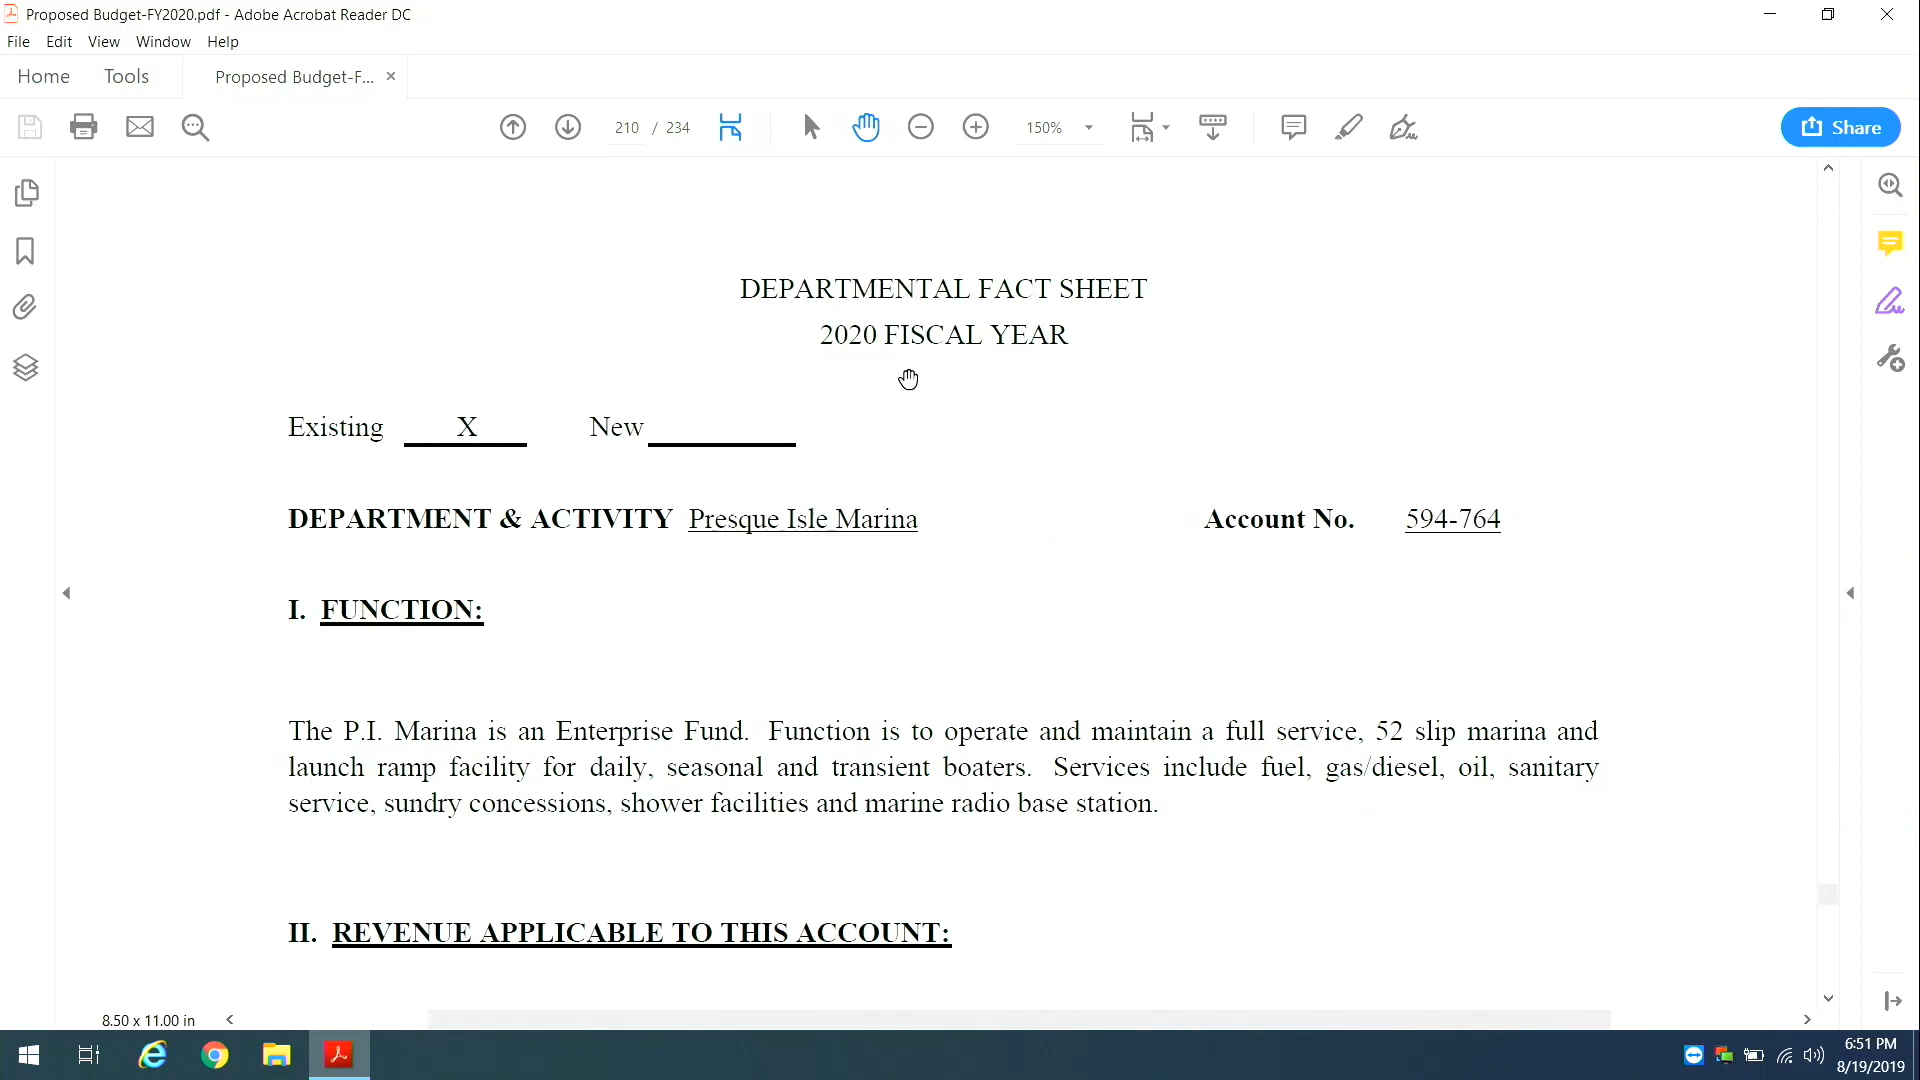 Proposed Budget-FY2020.pdf - Adobe Acrobat Reader DC
File Edit View Window Help
Home Tools Proposed Budget-F... ×
210 / 234 150% Share
DEPARTMENTAL FACT SHEET
2020 FISCAL YEAR
Existing X New
DEPARTMENT & ACTIVITY Presque Isle Marina Account No. 594-764
I. FUNCTION:
The P.I. Marina is an Enterprise Fund. Function is to operate and maintain a full service, 52 slip marina and
launch ramp facility for daily, seasonal and transient boaters. Services include fuel, gas/diesel, oil, sanitary
service, sundry concessions, shower facilities and marine radio base station.
II. REVENUE APPLICABLE TO THIS ACCOUNT:
8.50 x 11.00 in
6:51 PM
8/19/2019